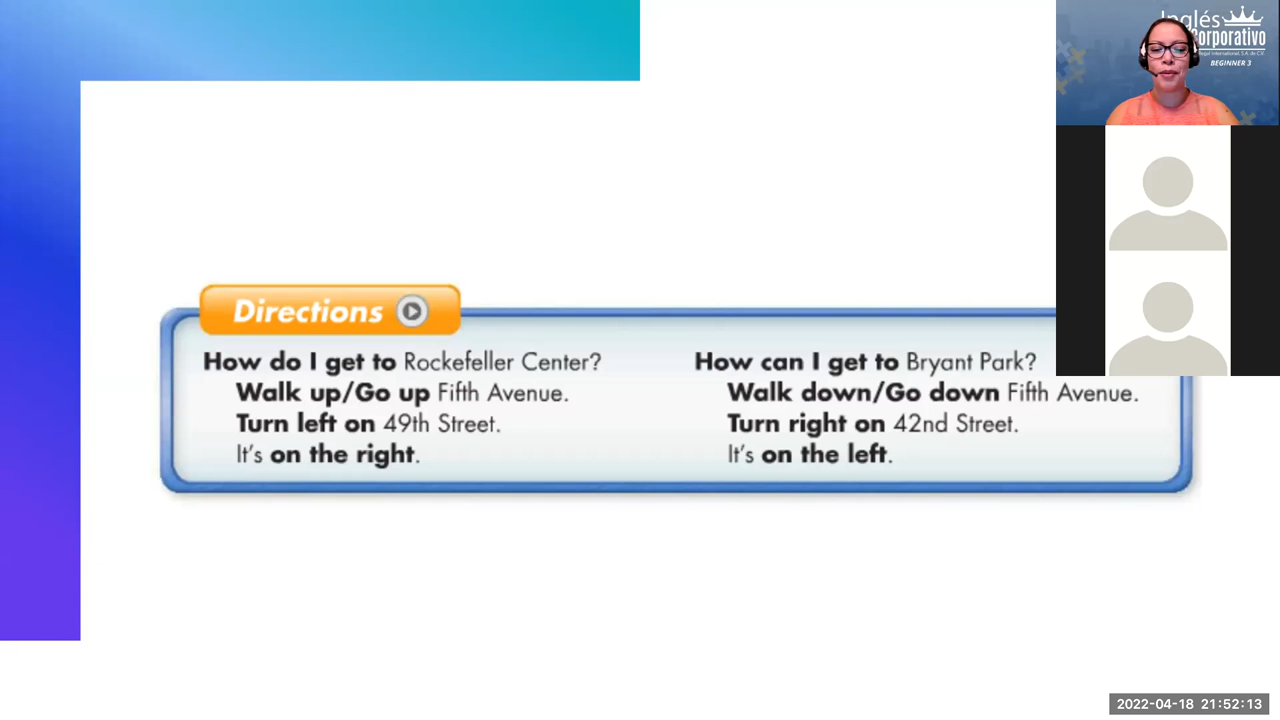 Inglés
Corporativo
BEGINNER 3
Directions
How do I get to Rockefeller Center?
Walk up/Go up Fifth Avenue.
Turn left on 49th Street.
It's on the right.
How can I get to Bryant Park?
Walk down/Go down Fifth Avenue.
Turn right on 42nd Street.
It's on the left.
2022-04-18 21:52:13